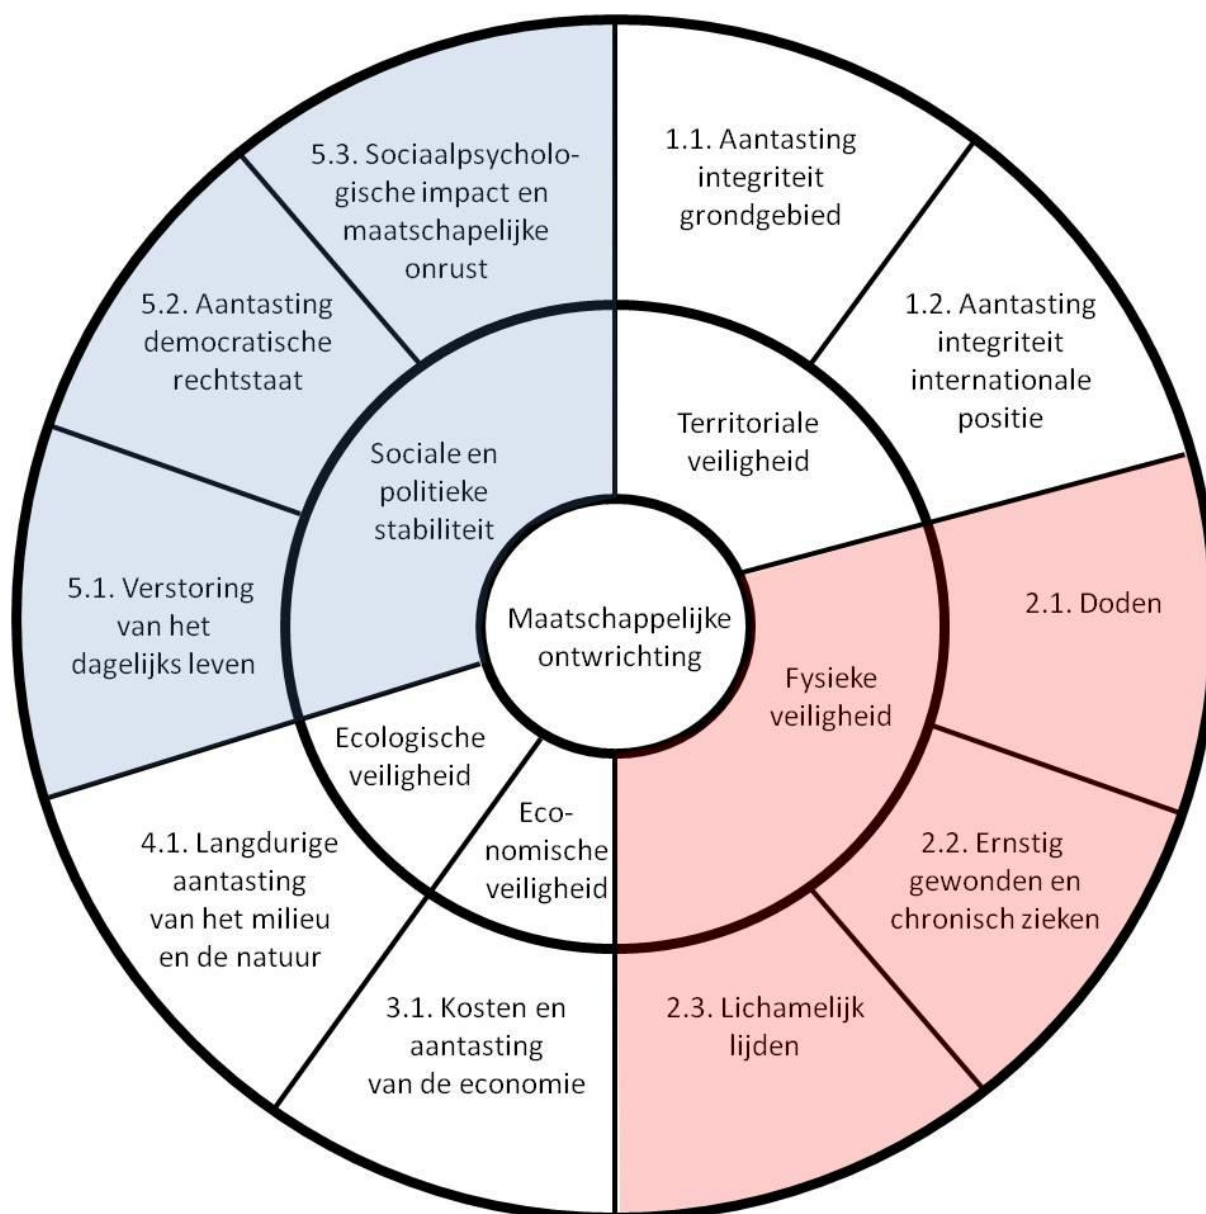 5.3. Sociaalpsycholo-
gische impact en
maatschapelijke
onrust
1.1. Aantasting
integriteit
grondgebied
5.2. Aantasting
democratische
rechtstaat
1.2. Aantasting
integriteit
internationale
positie
Sociale en
politieke
stabiliteit
Territoriale
veiligheid
5.1. Verstoring
van het
dagelijks leven
Maatschappelijke
ontwrichting
2.1. Doden
Fysieke
veiligheid
Ecologische
veiligheid
Eco-
nomische
veiligheid
4.1. Langdurige
aantasting
van het milieu
en de natuur
2.2. Ernstig
gewonden en
chronisch zieken
3.1. Kosten en
aantasting
van de economie
2.3. Lichamelijk
lijden